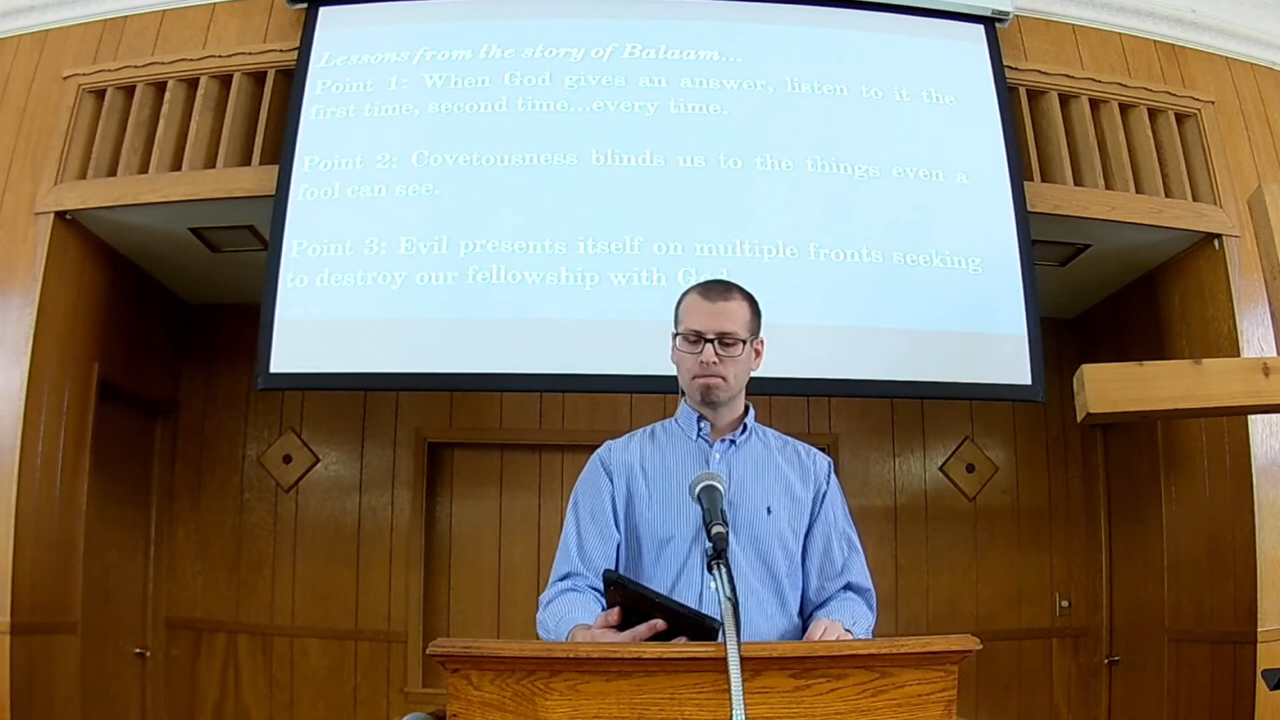 Lessons from the story of Balaam...
Point 1: When God gives an answer, listen to it the
first time, second time...every time.
Point 2: Covetousness blinds us to the things even a
fool can see.
Point 3: Evil presents itself on multiple fronts seeking
to destroy our fellowship with God